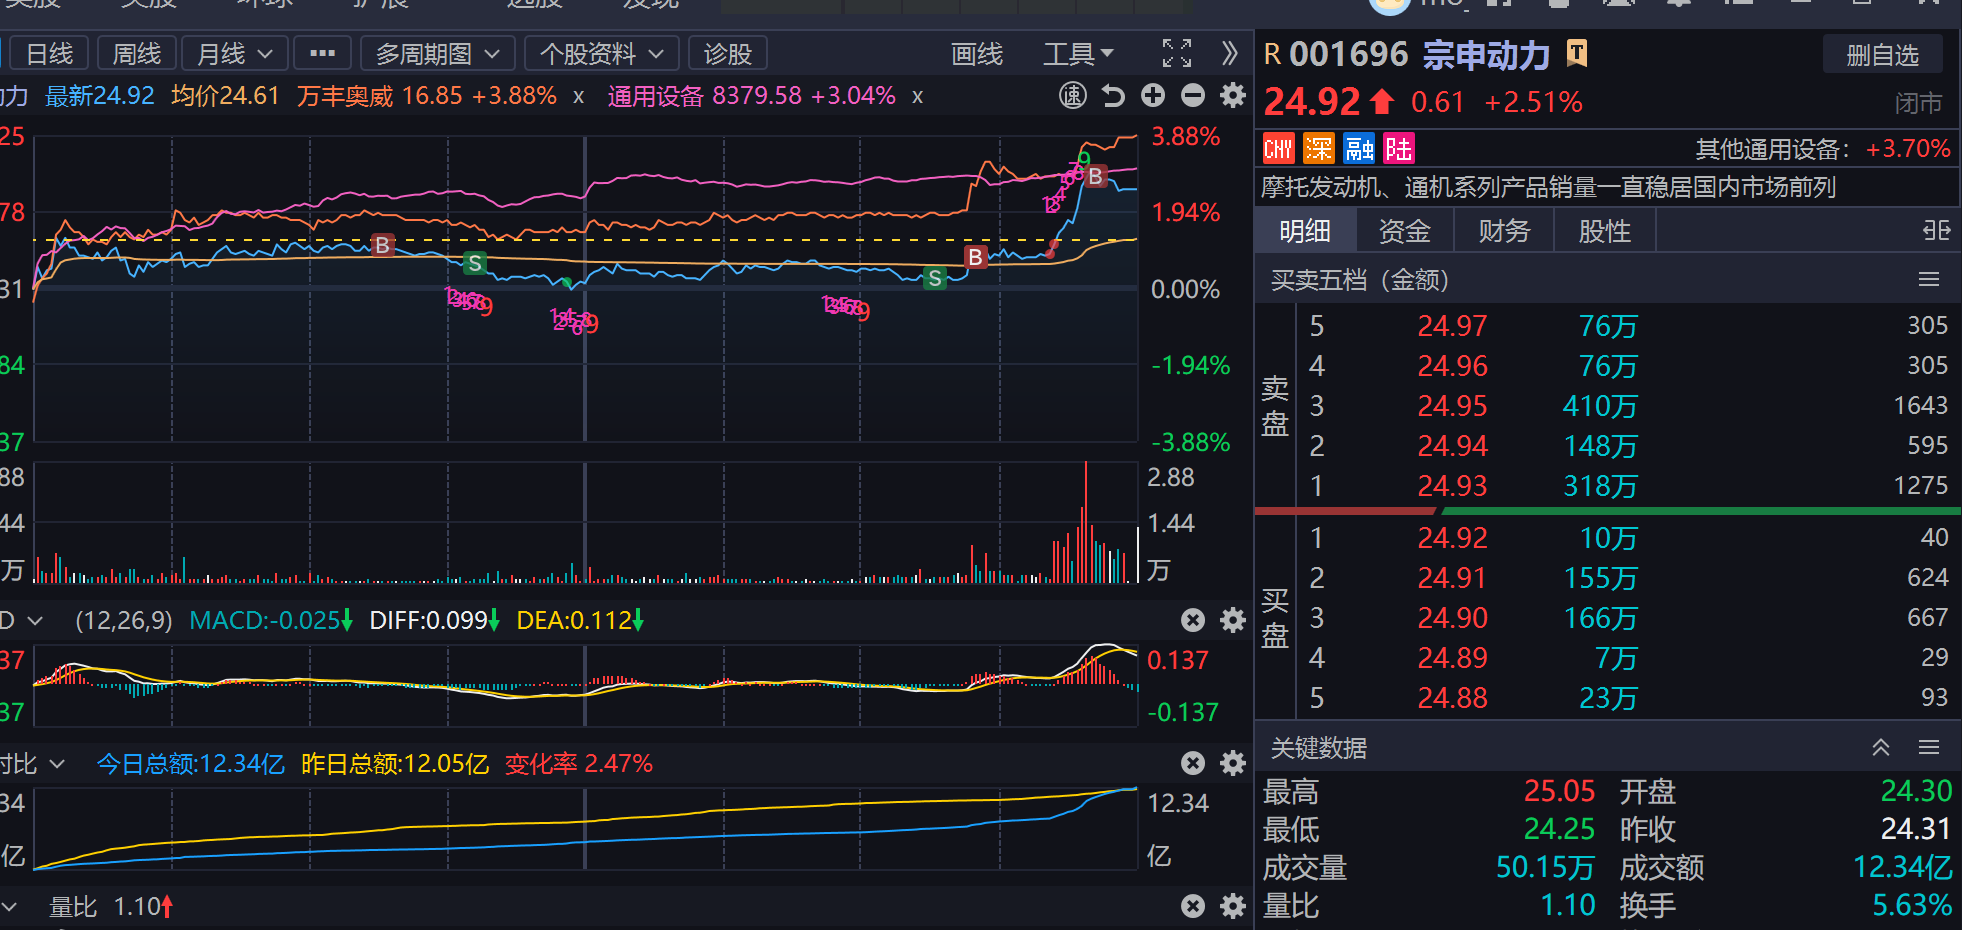 日线 周线 月线 ··· 多周期图 个股资料 诊股 画线 工具
力 最新24.92 均价24.61 万丰奥威 16.85 +3.88% x 通用设备 8379.58 +3.04% x
速
25 3.88%
78 1.94%
31 0.00%
84 -1.94%
37 -3.88%
B S S B B
88 2.88
44 1.44
万 万
D (12,26,9) MACD:-0.025 DIFF:0.099 DEA:0.112
37 0.137
37 -0.137
对比 今日总额:12.34亿 昨日总额:12.05亿 变化率 2.47%
34 12.34
亿 亿
量比 1.10
R 001696 宗申动力 T 删自选
24.92 0.61 +2.51% 闭市
CNY 深 融 陆 其他通用设备： +3.70%
摩托发动机、通机系列产品销量一直稳居国内市场前列
明细 资金 财务 股性
买卖五档（金额）
卖盘
5 24.97 76万 305
4 24.96 76万 305
3 24.95 410万 1643
2 24.94 148万 595
1 24.93 318万 1275
买盘
1 24.92 10万 40
2 24.91 155万 624
3 24.90 166万 667
4 24.89 7万 29
5 24.88 23万 93
关键数据
最高 25.05 开盘 24.30
最低 24.25 昨收 24.31
成交量 50.15万 成交额 12.34亿
量比 1.10 换手 5.63%